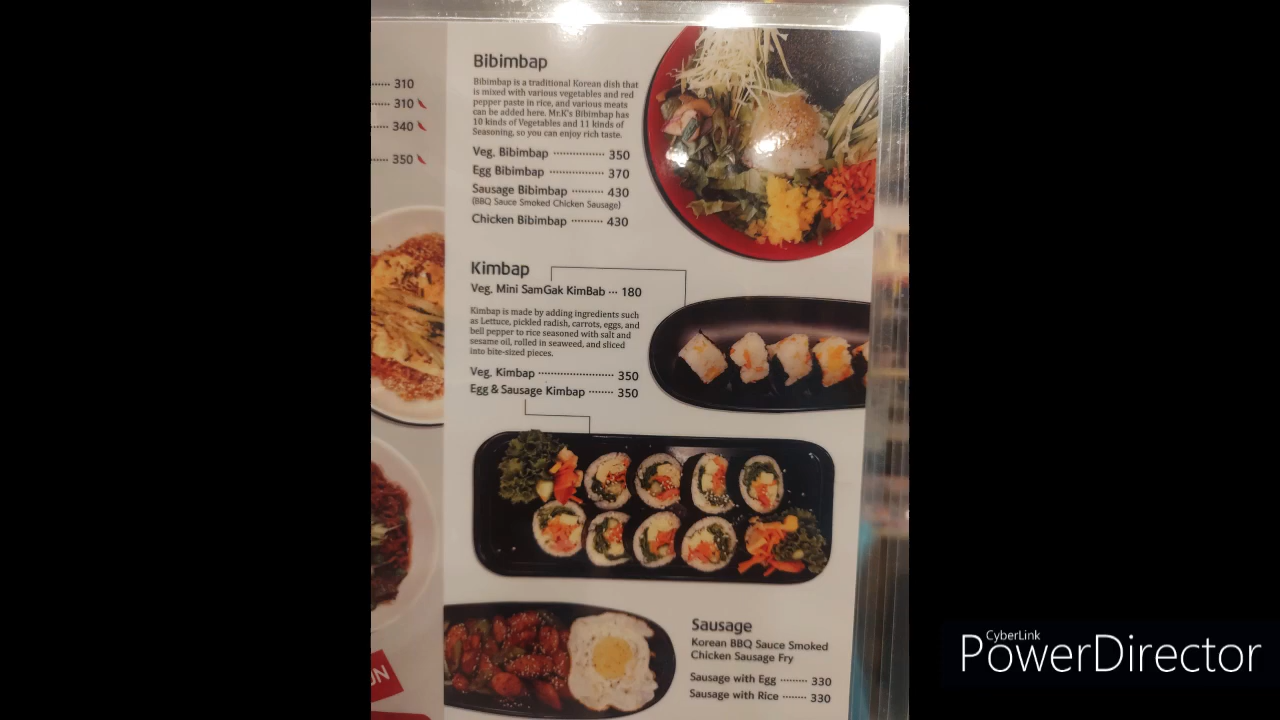 310
310
340
350
Bibimbap
Bibimbap is a traditional Korean dish that
is mixed with various vegetables and red
pepper paste in rice, and various meats
can be added here. Mr.K's Bibimbap has
10 kinds of Vegetables and 11 kinds of
Seasoning, so you can enjoy rich taste.
Veg. Bibimbap ················ 350
Egg Bibimbap ················ 370
Sausage Bibimbap ·········· 430
(BBQ Sauce Smoked Chicken Sausage)
Chicken Bibimbap ·········· 430
Kimbap
Veg. Mini SamGak KimBab ··· 180
Kimbap is made by adding ingredients such
as Lettuce, pickled radish, carrots, eggs, and
bell pepper to rice seasoned with salt and
sesame oil, rolled in seaweed, and sliced
into bite-sized pieces.
Veg. Kimbap ························ 350
Egg & Sausage Kimbap ········ 350
Sausage
Korean BBQ Sauce Smoked
Chicken Sausage Fry
Sausage with Egg ········· 330
Sausage with Rice ········ 330
CyberLink
PowerDirector